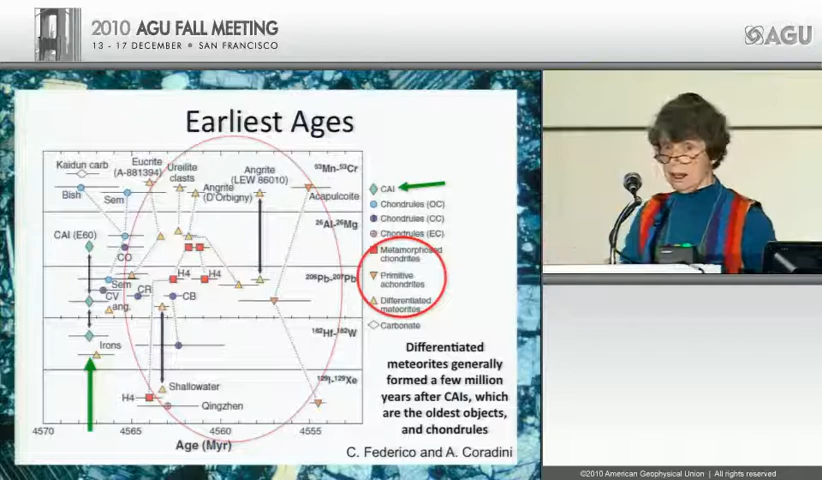 2010 AGU FALL MEETING
13 - 17 DECEMBER • SAN FRANCISCO
AGU
Earliest Ages
Kaidun carb
Eucrite
(A-881394)
Ureilite
clasts
Angrite
(LEW 86010)
⁵³Mn-⁵³Cr
Bish
Sem
Angrite
(D'Orbigny)
Acapulcoite
CAI
Chondrules (OC)
²⁶Al-²⁶Mg
Chondrules (CC)
CAI (E60)
Chondrules (EC)
CO
Metamorphosed
chondrites
H4
H4
²⁰⁶Pb-²⁰⁷Pb
Primitive
achondrites
Sem
CV
CR
CB
ang.
Differentiated
meteorites
¹⁸²Hf-¹⁸²W
Carbonate
Irons
¹²⁹I-¹²⁹Xe
Shallowater
H4
Qingzhen
4570
4565
4560
4555
Age (Myr)
Differentiated
meteorites generally
formed a few million
years after CAIs, which
are the oldest objects,
and chondrules
C. Federico and A. Coradini
©2010 American Geophysical Union | All rights reserved